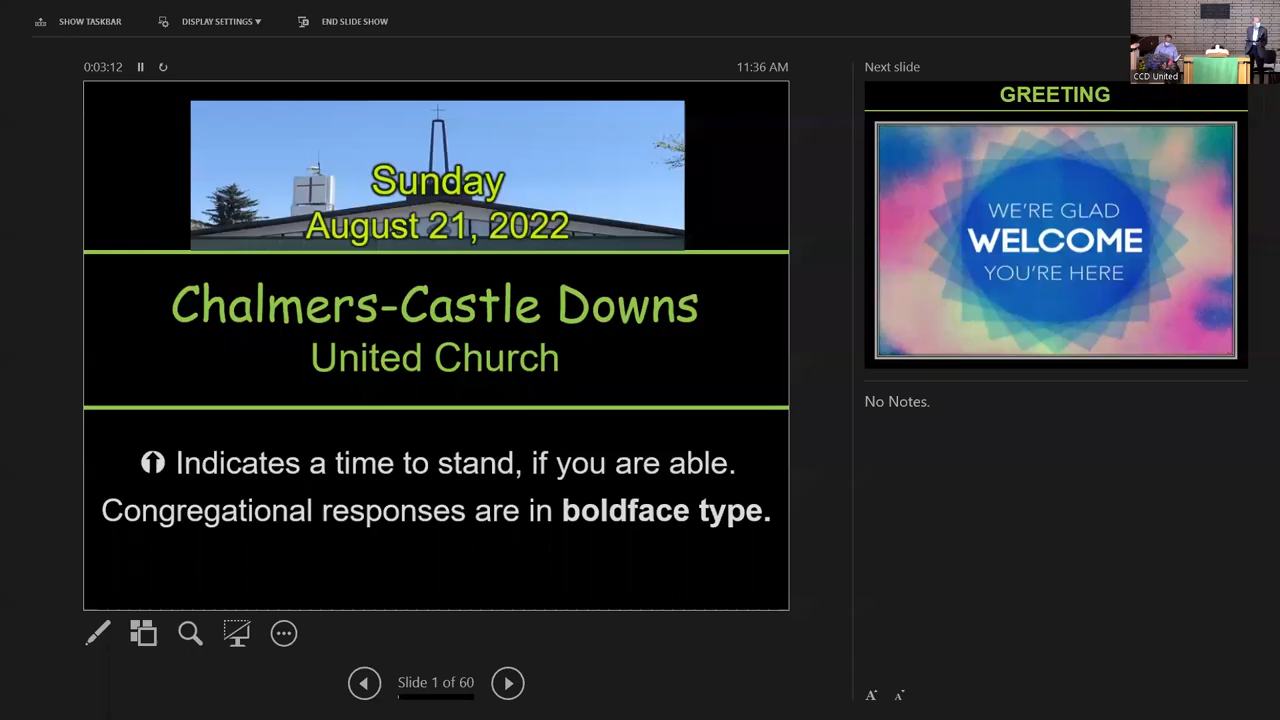 SHOW TASKBAR
DISPLAY SETTINGS
END SLIDE SHOW
0:03:12
11:36 AM
Sunday
August 21, 2022
Chalmers-Castle Downs
United Church
Indicates a time to stand, if you are able.
Congregational responses are in boldface type.
Slide 1 of 60
Next slide
CCD United
GREETING
WE'RE GLAD
WELCOME
YOU'RE HERE
No Notes.
A A